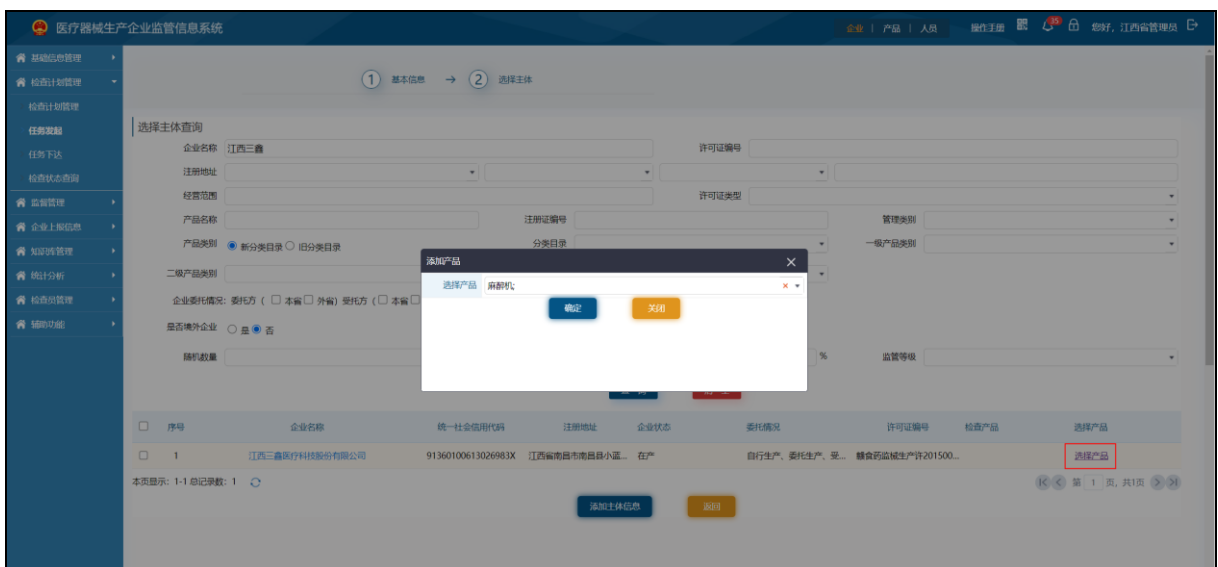 医疗器械生产企业监管信息系统
企业 | 产品 | 人员
操作手册
35
您好，江西省管理员
基础信息管理
检查计划管理
检查计划管理
任务发起
任务下达
检查状态查询
监督管理
企业上报信息
知识库管理
统计分析
检查员管理
辅助功能
1 基本信息 → 2 选择主体
选择主体查询
企业名称 江西三鑫 许可证编号
注册地址
经营范围 许可证类型
产品名称 注册证编号 管理类别
产品类别 新分类目录 旧分类目录 分类目录 一级产品类别
二级产品类别
企业委托情况: 委托方 ( 本省 外省) 受托方 ( 本省
是否境外企业 是 否
随机数量 % 监管等级
添加产品 ×
选择产品 麻醉机; × 
确定 关闭
序号 企业名称 统一社会信用代码 注册地址 企业状态 委托情况 许可证编号 检查产品 选择产品
1 江西三鑫医疗科技股份有限公司 91360100613026983X 江西省南昌市南昌县小蓝... 在产 自行生产、委托生产、受... 赣食药监械生产许201500... 选择产品
本页显示: 1-1 总记录数: 1 第 1 页, 共1页
添加主体信息 返回